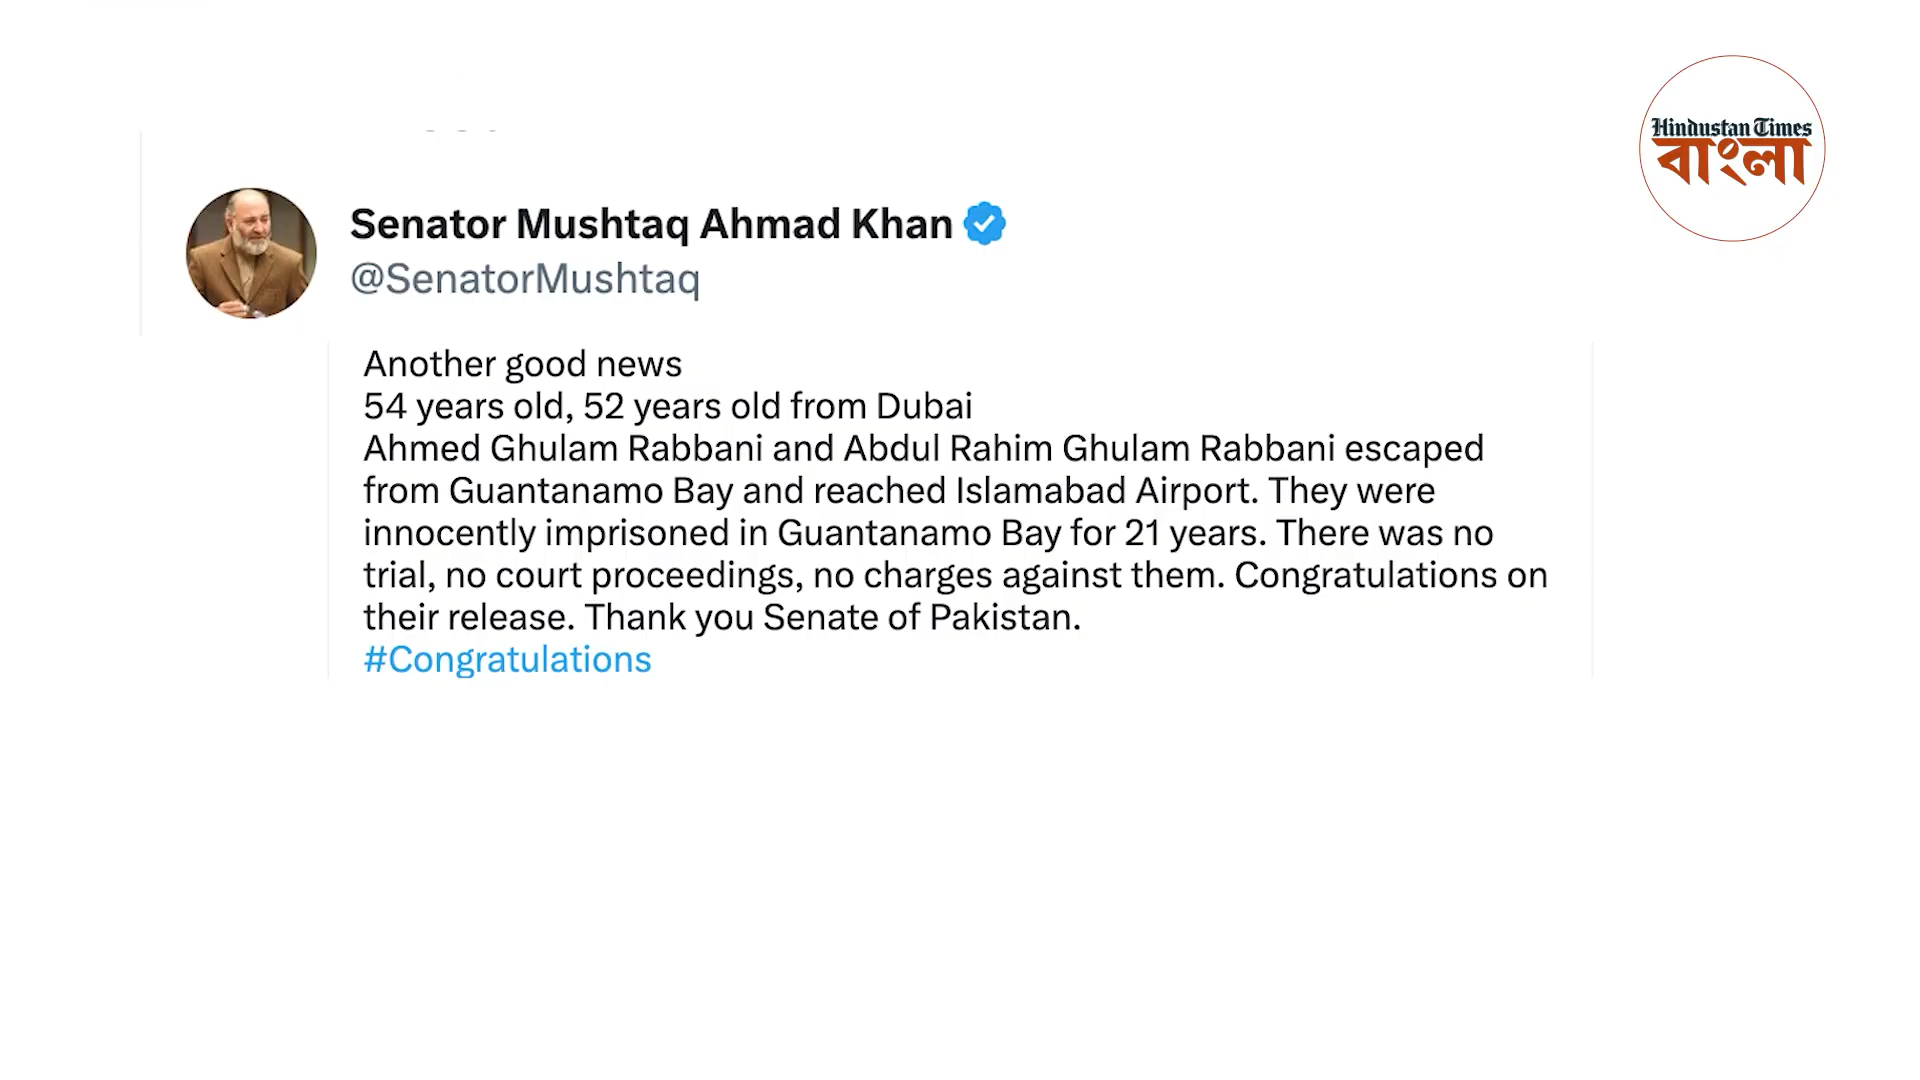 Hindustan Times
বাংলা
Senator Mushtaq Ahmad Khan
@SenatorMushtaq
Another good news
54 years old, 52 years old from Dubai
Ahmed Ghulam Rabbani and Abdul Rahim Ghulam Rabbani escaped
from Guantanamo Bay and reached Islamabad Airport. They were
innocently imprisoned in Guantanamo Bay for 21 years. There was no
trial, no court proceedings, no charges against them. Congratulations on
their release. Thank you Senate of Pakistan.
#Congratulations